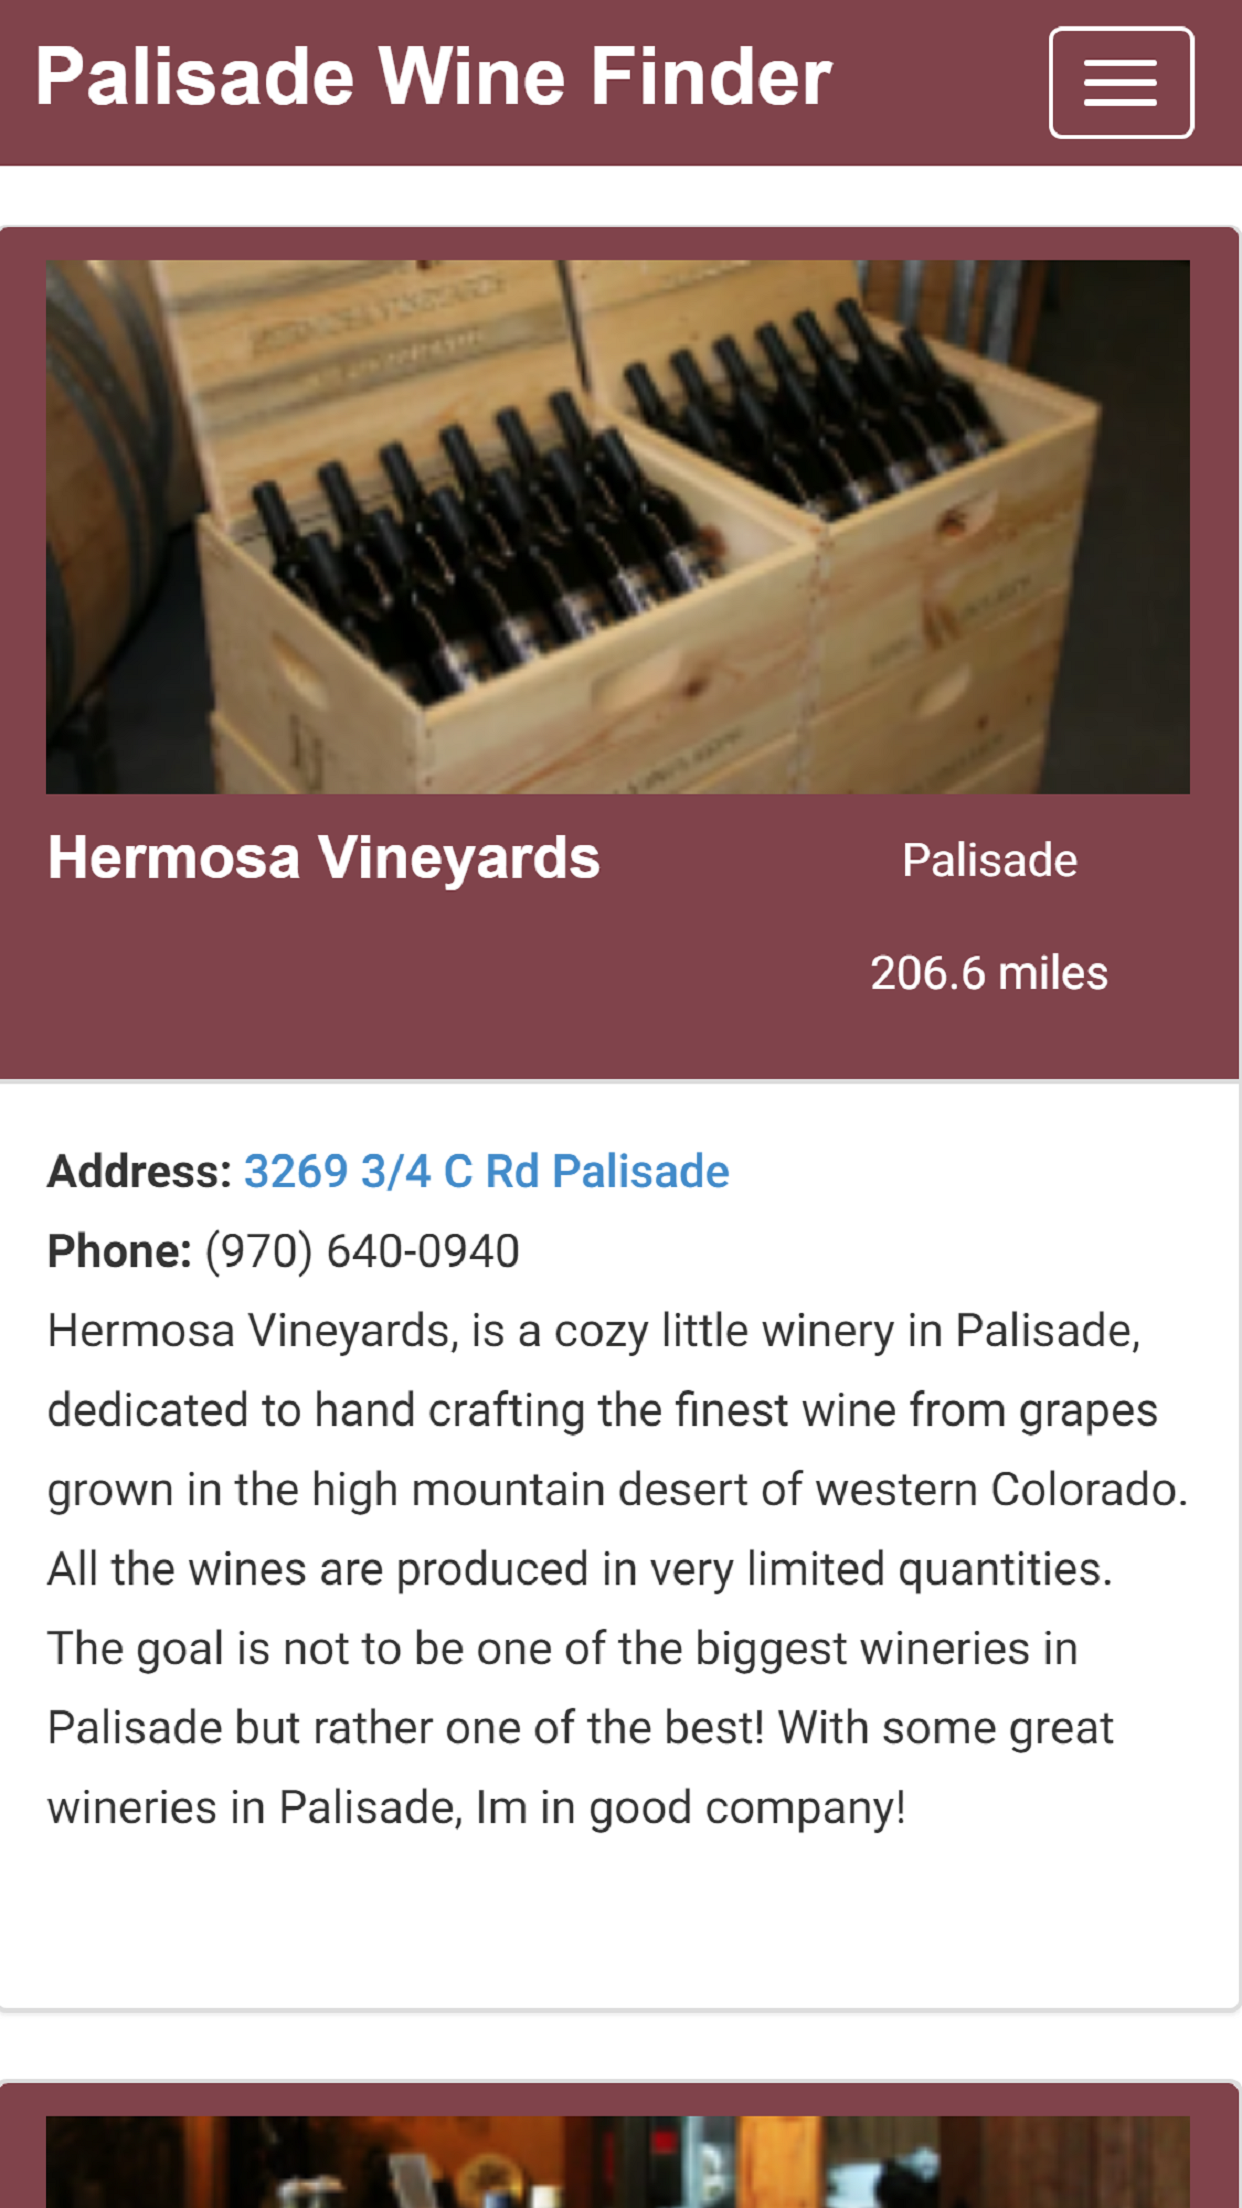 Palisade Wine Finder
Hermosa Vineyards
Palisade
206.6 miles
Address: 3269 3/4 C Rd Palisade
Phone: (970) 640-0940
Hermosa Vineyards, is a cozy little winery in Palisade,
dedicated to hand crafting the finest wine from grapes
grown in the high mountain desert of western Colorado.
All the wines are produced in very limited quantities.
The goal is not to be one of the biggest wineries in
Palisade but rather one of the best! With some great
wineries in Palisade, Im in good company!